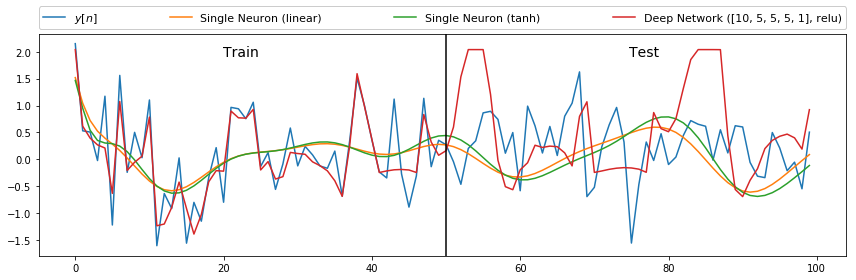 y[n] Single Neuron (linear) Single Neuron (tanh) Deep Network ([10, 5, 5, 5, 1], relu)
Train Test
2.0
1.5
1.0
0.5
0.0
−0.5
−1.0
−1.5
0 20 40 60 80 100